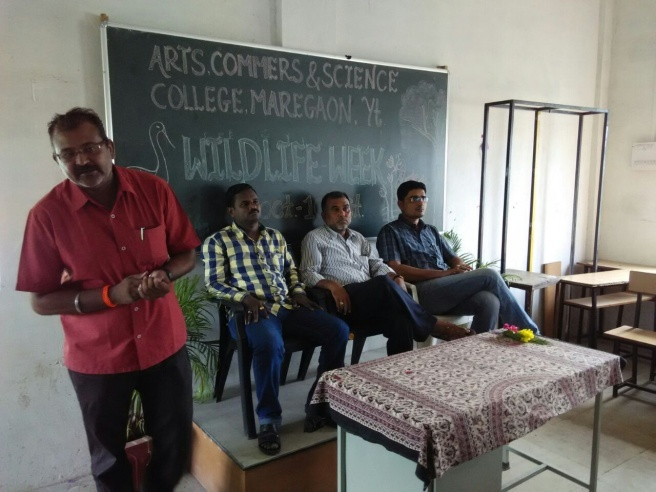 ARTS.COMMERS & SCIENCE
COLLEGE. MAREGAON. Yt
WILDLIFE WEEK